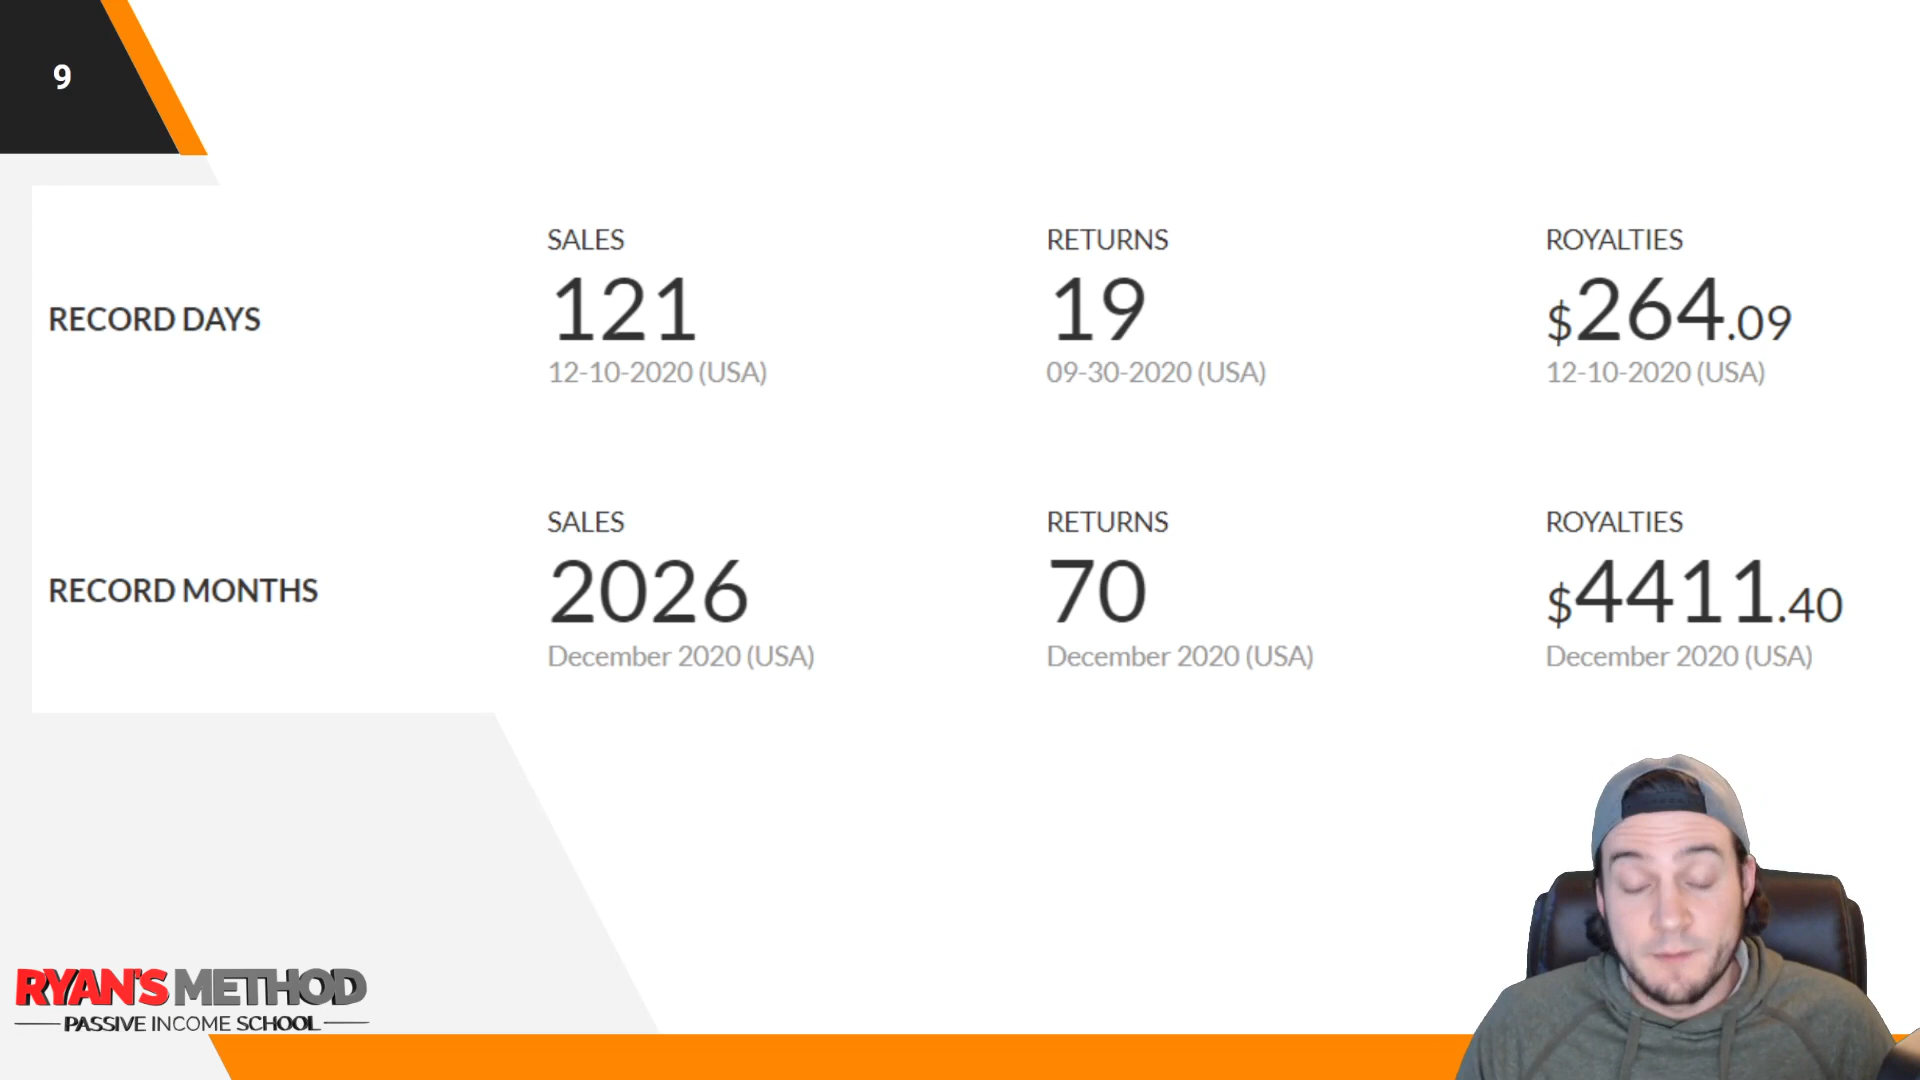 9
SALES
RETURNS
ROYALTIES
RECORD DAYS
121
19
$264.09
12-10-2020 (USA)
09-30-2020 (USA)
12-10-2020 (USA)
SALES
RETURNS
ROYALTIES
RECORD MONTHS
2026
70
$4411.40
December 2020 (USA)
December 2020 (USA)
December 2020 (USA)
RYAN'S METHOD
PASSIVE INCOME SCHOOL